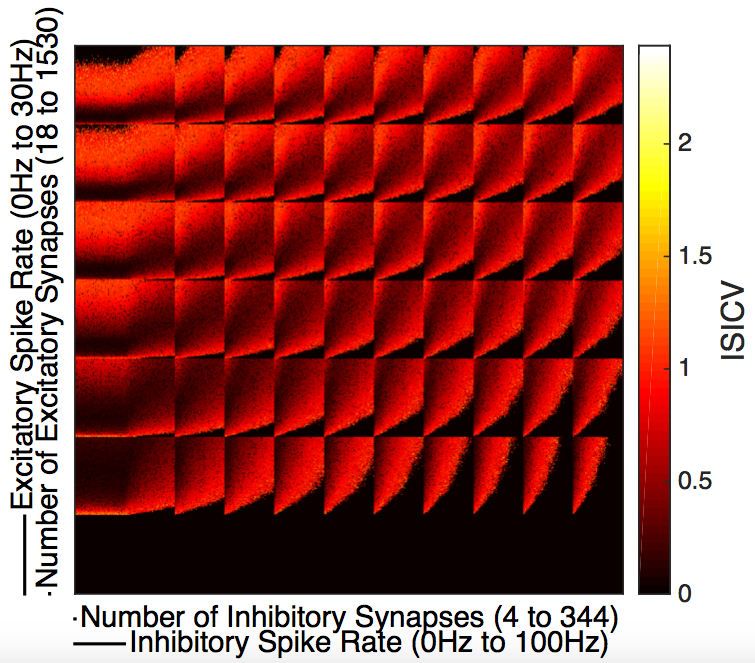 Excitatory Spike Rate (0Hz to 30Hz)
·Number of Excitatory Synapses (18 to 1530)
2
1.5
1
0.5
0
ISICV
·Number of Inhibitory Synapses (4 to 344)
Inhibitory Spike Rate (0Hz to 100Hz)